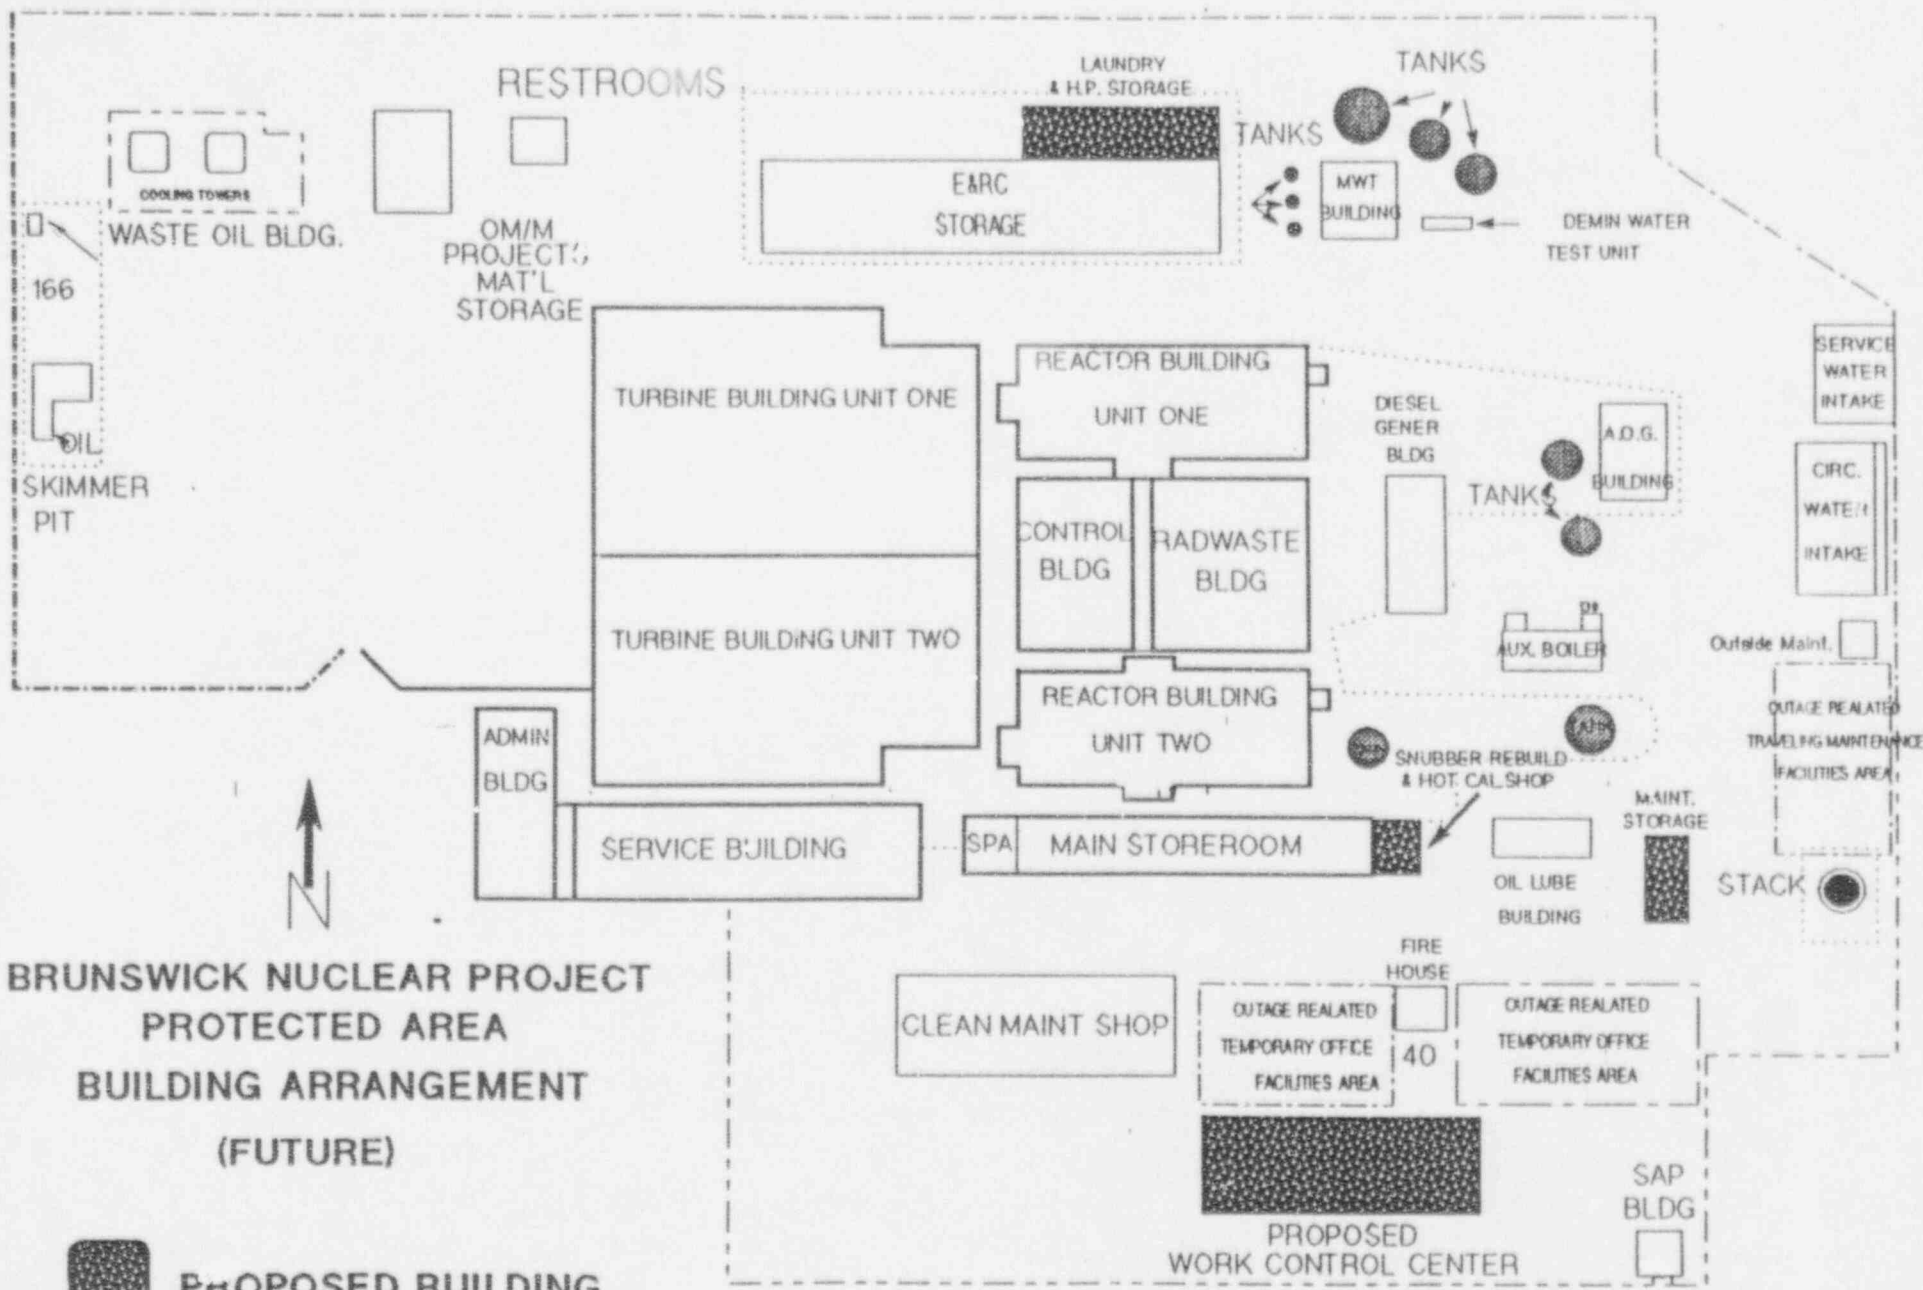 RESTROOMS
LAUNDRY
& H.P. STORAGE
TANKS
TANKS
COOLING TOWERS
WASTE OIL BLDG.
OM/M
PROJECT'S
MAT'L
STORAGE
E&RC
STORAGE
MWT
BUILDING
DEMIN WATER
TEST UNIT
166
OIL
SKIMMER
PIT
TURBINE BUILDING UNIT ONE
REACTOR BUILDING
UNIT ONE
DIESEL
GENER
BLDG
A.O.G.
BUILDING
TANKS
SERVICE
WATER
INTAKE
CIRC.
WATER
INTAKE
CONTROL
BLDG
RADWASTE
BLDG
TURBINE BUILDING UNIT TWO
REACTOR BUILDING
UNIT TWO
AUX. BOILER
Outside Maint.
OUTAGE REALATED
TRAVELING MAINTENANCE
FACILITIES AREA
ADMIN
BLDG
SNUBBER REBUILD
& HOT CAL.SHOP
MAINT.
STORAGE
SERVICE BUILDING
SPA
MAIN STOREROOM
OIL LUBE
BUILDING
STACK
N
BRUNSWICK NUCLEAR PROJECT
PROTECTED AREA
BUILDING ARRANGEMENT
(FUTURE)
CLEAN MAINT SHOP
OUTAGE REALATED
TEMPORARY OFFICE
FACILITIES AREA
FIRE
HOUSE
40
OUTAGE REALATED
TEMPORARY OFFICE
FACILITIES AREA
PROPOSED
WORK CONTROL CENTER
SAP
BLDG
PROPOSED BUILDING